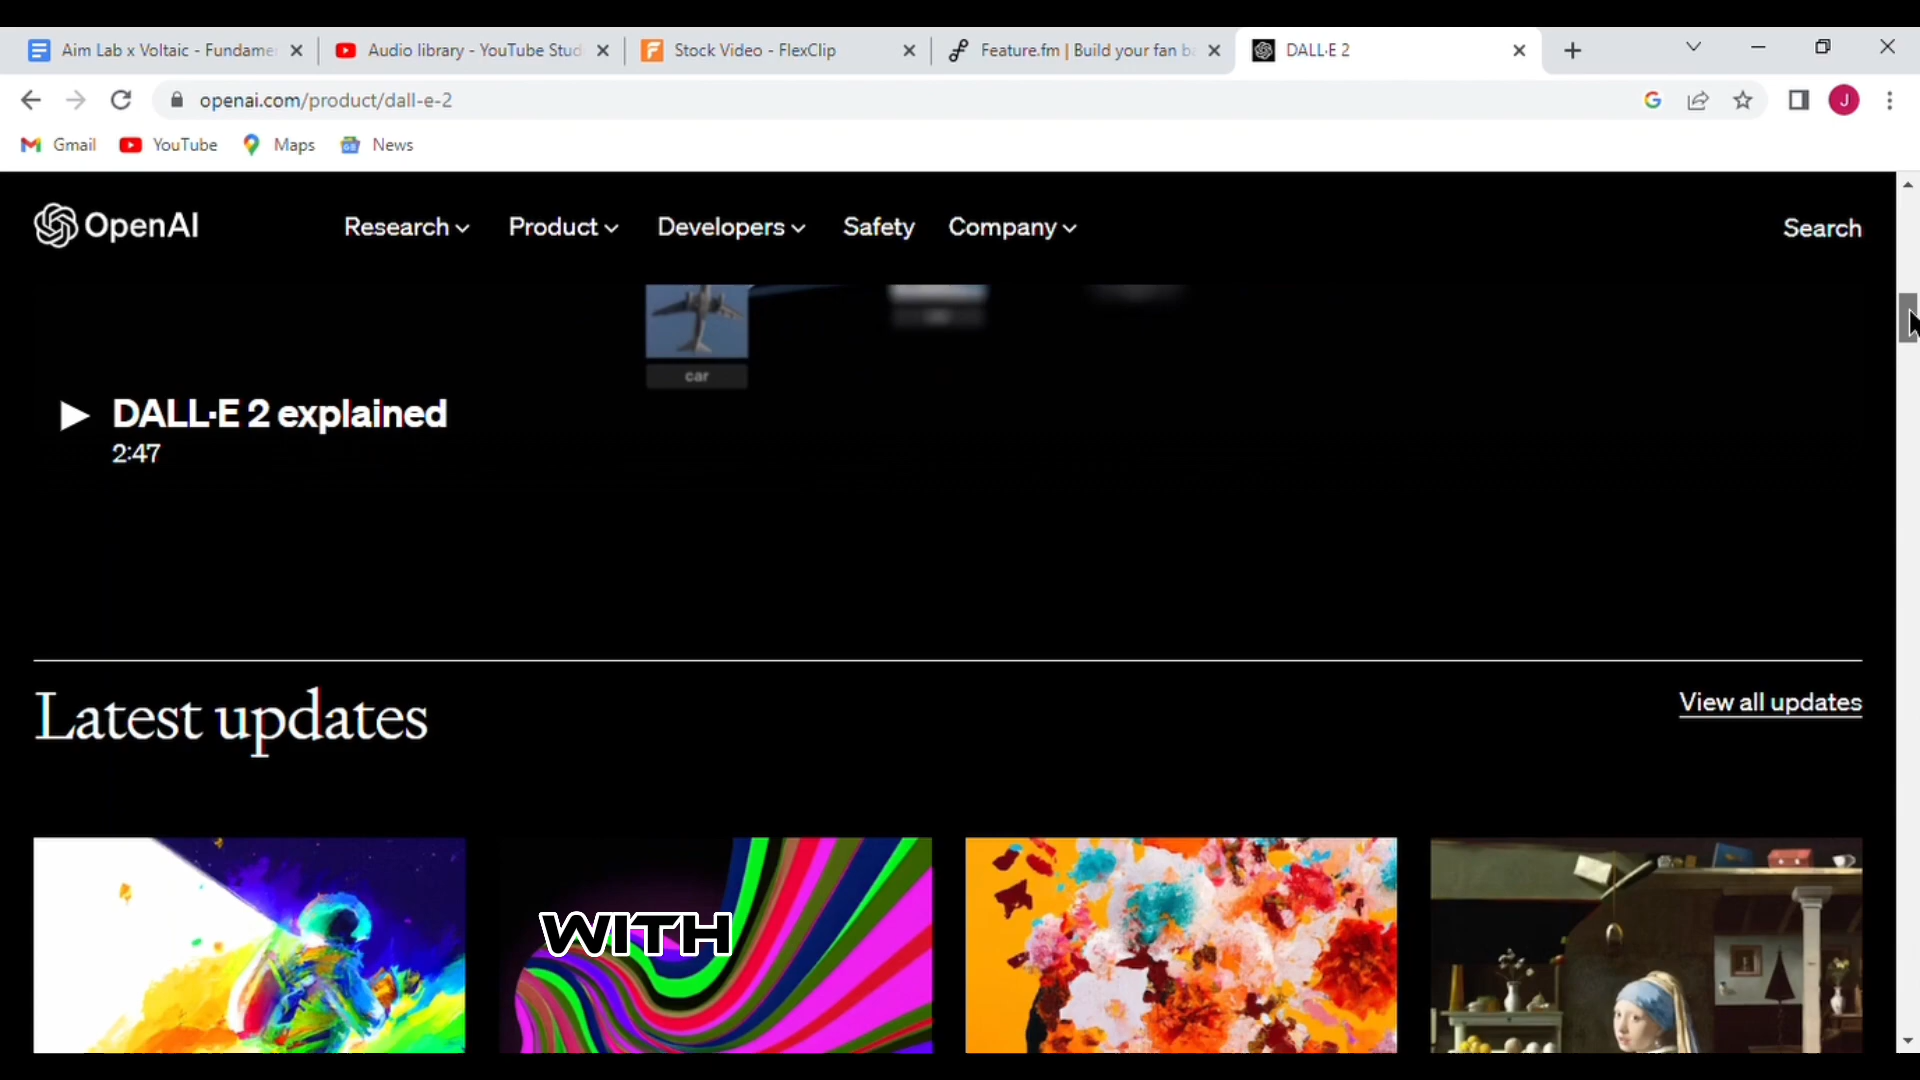 Aim Lab x Voltaic - Fundame
Audio library - YouTube Stud
Stock Video - FlexClip
Feature.fm | Build your fan ba
DALL·E 2
openai.com/product/dall-e-2
J
Gmail
YouTube
Maps
News
OpenAI
Research
Product
Developers
Safety
Company
Search
car
DALL·E 2 explained
2:47
Latest updates
View all updates
WITH